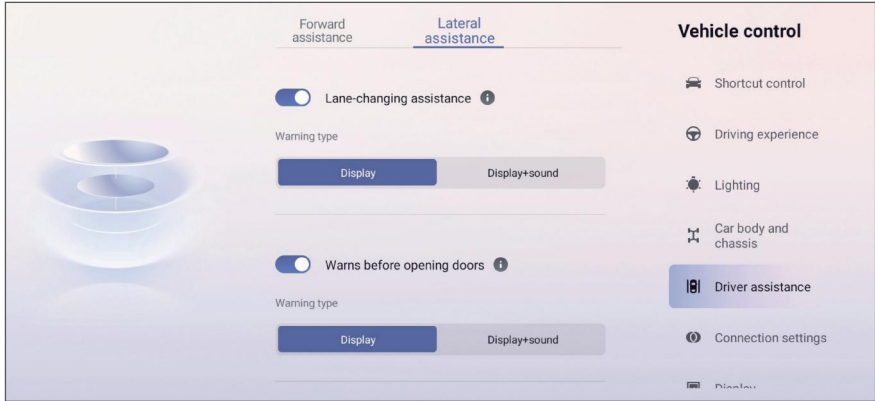 Forward
assistance
Lateral
assistance
Lane-changing assistance
Warning type
Display
Display+sound
Warns before opening doors
Warning type
Display
Display+sound
Vehicle control
Shortcut control
Driving experience
Lighting
Car body and
chassis
Driver assistance
Connection settings
Display